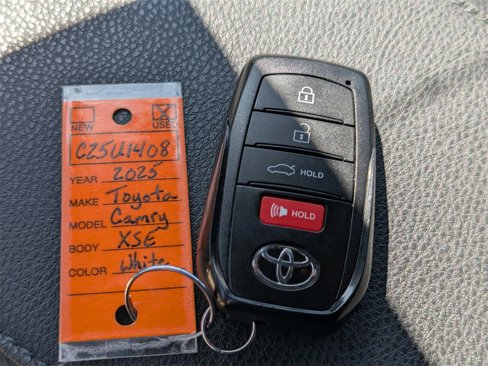 NEW USED
C25U1408
YEAR 2025
MAKE Toyota
MODEL Camry
BODY XSE
COLOR White
HOLD
HOLD